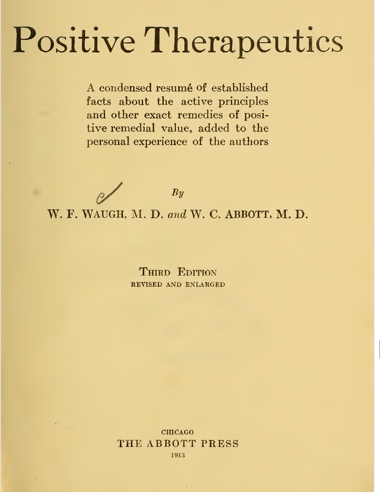 Positive Therapeutics
A condensed resumé of established
facts about the active principles
and other exact remedies of posi-
tive remedial value, added to the
personal experience of the authors
By
W. F. WAUGH, M. D. and W. C. ABBOTT, M. D.
THIRD EDITION
REVISED AND ENLARGED
CHICAGO
THE ABBOTT PRESS
1913